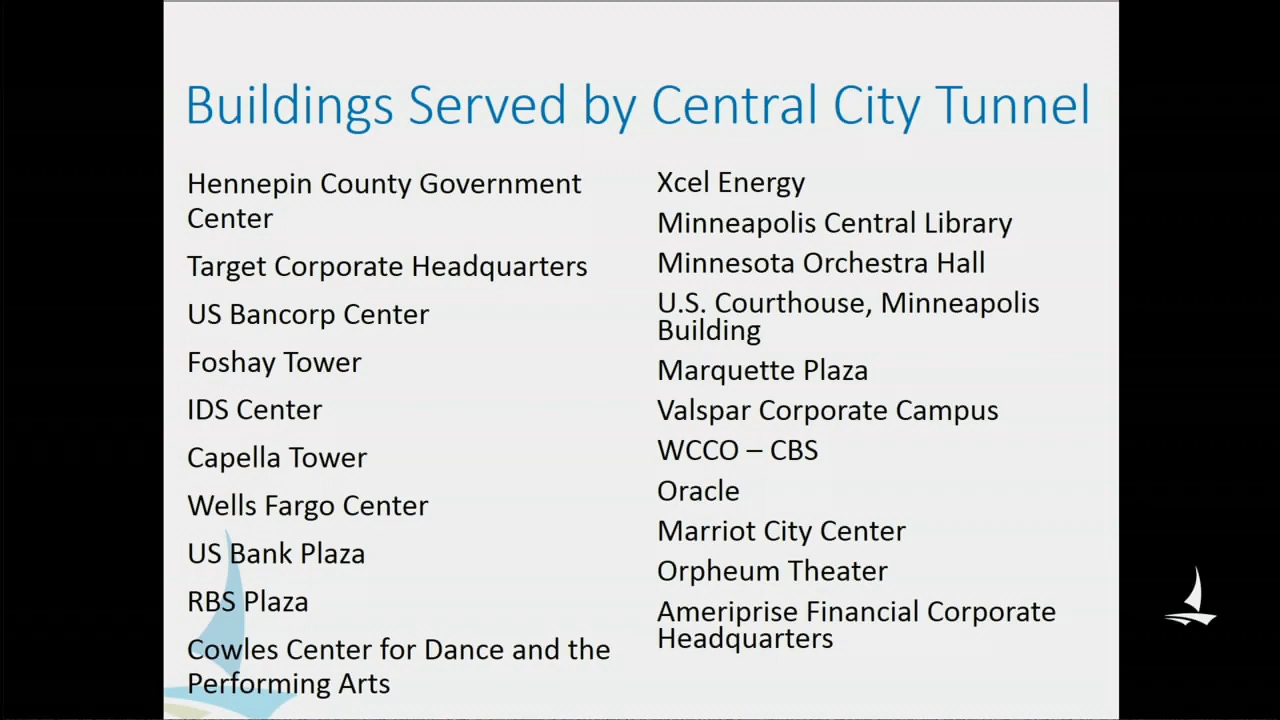 Buildings Served by Central City Tunnel
Hennepin County Government
Center
Target Corporate Headquarters
US Bancorp Center
Foshay Tower
IDS Center
Capella Tower
Wells Fargo Center
US Bank Plaza
RBS Plaza
Cowles Center for Dance and the
Performing Arts
Xcel Energy
Minneapolis Central Library
Minnesota Orchestra Hall
U.S. Courthouse, Minneapolis
Building
Marquette Plaza
Valspar Corporate Campus
WCCO – CBS
Oracle
Marriot City Center
Orpheum Theater
Ameriprise Financial Corporate
Headquarters